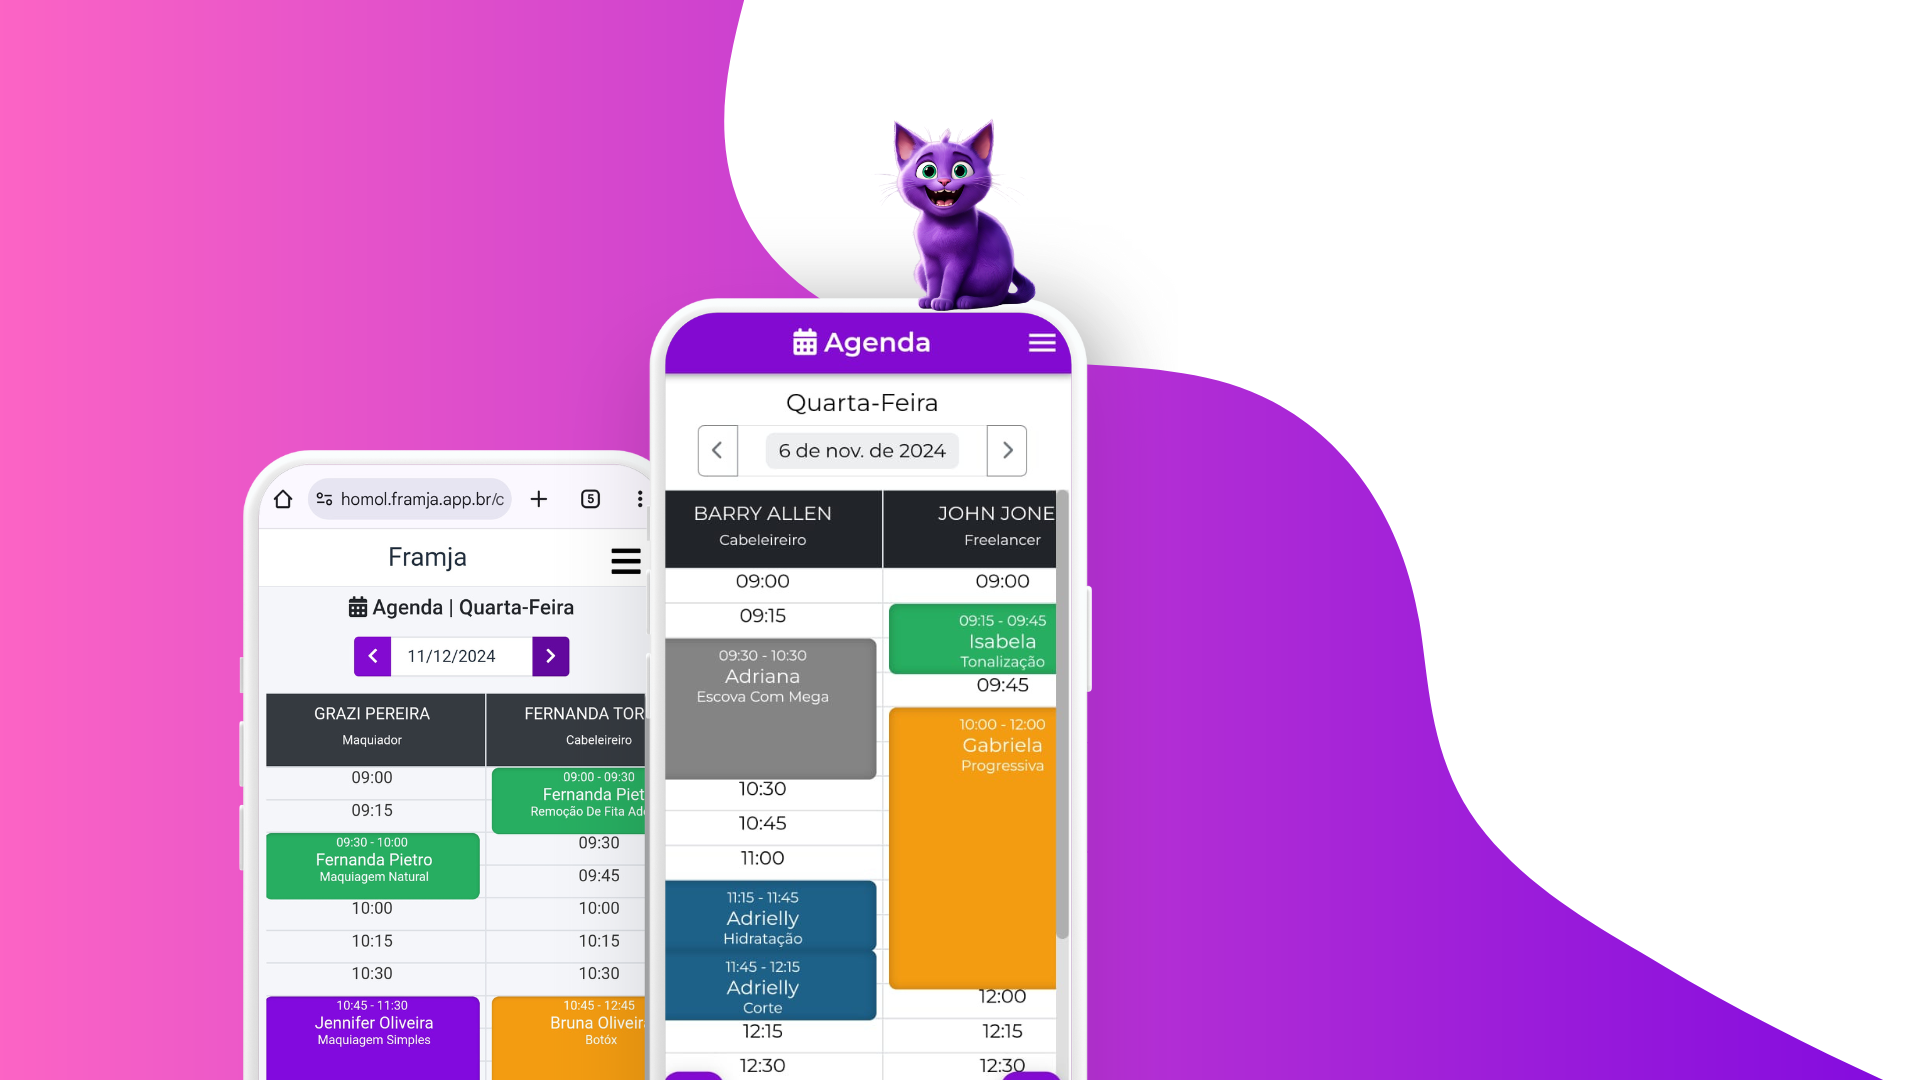 homol.framja.app.br/c
5
Framja
Agenda | Quarta-Feira
11/12/2024
GRAZI PEREIRA
Maquiador
09:00
09:15
09:30 - 10:00
Fernanda Pietro
Maquiagem Natural
10:00
10:15
10:30
10:45 - 11:30
Jennifer Oliveira
Maquiagem Simples
FERNANDA TOR
Cabeleireiro
09:00 - 09:30
Fernanda Piet
Remoção De Fita Ade
09:30
09:45
10:00
10:15
10:30
10:45 - 12:45
Bruna Oliveir
Botóx
Agenda
Quarta-Feira
6 de nov. de 2024
BARRY ALLEN
Cabeleireiro
09:00
09:15
09:30 - 10:30
Adriana
Escova Com Mega
10:30
10:45
11:00
11:15 - 11:45
Adrielly
Hidratação
11:45 - 12:15
Adrielly
Corte
12:15
12:30
JOHN JONE
Freelancer
09:00
09:15 - 09:45
Isabela
Tonalização
09:45
10:00 - 12:00
Gabriela
Progressiva
12:00
12:15
12:30